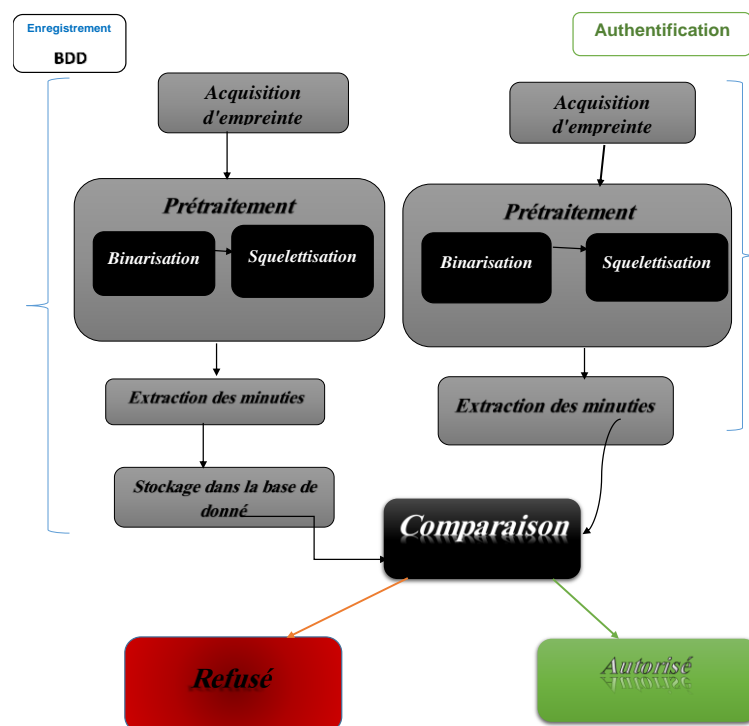 Enregistrement
BDD
Authentification
Acquisition
d'empreinte
Prétraitement
Binarisation
Squelettisation
Extraction des minuties
Stockage dans la base de
donné
Acquisition
d'empreinte
Prétraitement
Binarisation
Squelettisation
Extraction des minuties
Comparaison
Refusé
Autorisé